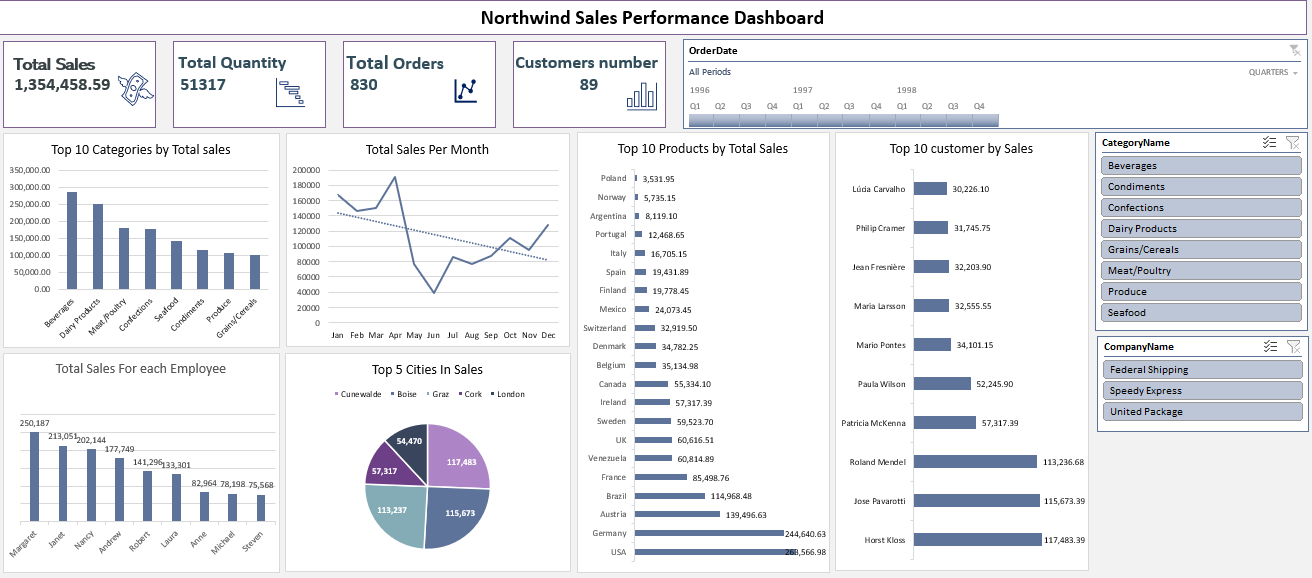 Northwind Sales Performance Dashboard
Total Sales
1,354,458.59
Total Quantity
51317
Total Orders
830
Customers number
89
OrderDate
All Periods
QUARTERS
1996 1997 1998
Q1 Q2 Q3 Q4 Q1 Q2 Q3 Q4 Q1 Q2 Q3 Q4
Top 10 Categories by Total sales
350,000.00
300,000.00
250,000.00
200,000.00
150,000.00
100,000.00
50,000.00
0.00
Beverages
Dairy Products
Meat/Poultry
Confections
Seafood
Condiments
Produce
Grains/Cereals
Total Sales Per Month
200000
180000
160000
140000
120000
100000
80000
60000
40000
20000
0
Jan Feb Mar Apr May Jun Jul Aug Sep Oct Nov Dec
Top 10 Products by Total Sales
Poland 3,531.95
Norway 5,735.15
Argentina 8,119.10
Portugal 12,468.65
Italy 16,705.15
Spain 19,431.89
Finland 19,778.45
Mexico 24,073.45
Switzerland 32,919.50
Denmark 34,782.25
Belgium 35,134.98
Canada 55,334.10
Ireland 57,317.39
Sweden 59,523.70
UK 60,616.51
Venezuela 60,814.89
France 85,498.76
Brazil 114,968.48
Austria 139,496.63
Germany 244,640.63
USA 263,566.98
Top 10 customer by Sales
Lúcia Carvalho 30,226.10
Philip Cramer 31,745.75
Jean Fresnière 32,203.90
Maria Larsson 32,555.55
Mario Pontes 34,101.15
Paula Wilson 52,245.90
Patricia McKenna 57,317.39
Roland Mendel 113,236.68
Jose Pavarotti 115,673.39
Horst Kloss 117,483.39
CategoryName
Beverages
Condiments
Confections
Dairy Products
Grains/Cereals
Meat/Poultry
Produce
Seafood
CompanyName
Federal Shipping
Speedy Express
United Package
Total Sales For each Employee
250,187
213,051
202,144
177,749
141,296
133,301
82,964
78,198
75,568
Margaret
Janet
Nancy
Andrew
Robert
Laura
Anne
Michael
Steven
Top 5 Cities In Sales
Cunewalde Boise Graz Cork London
117,483
115,673
113,237
57,317
54,470